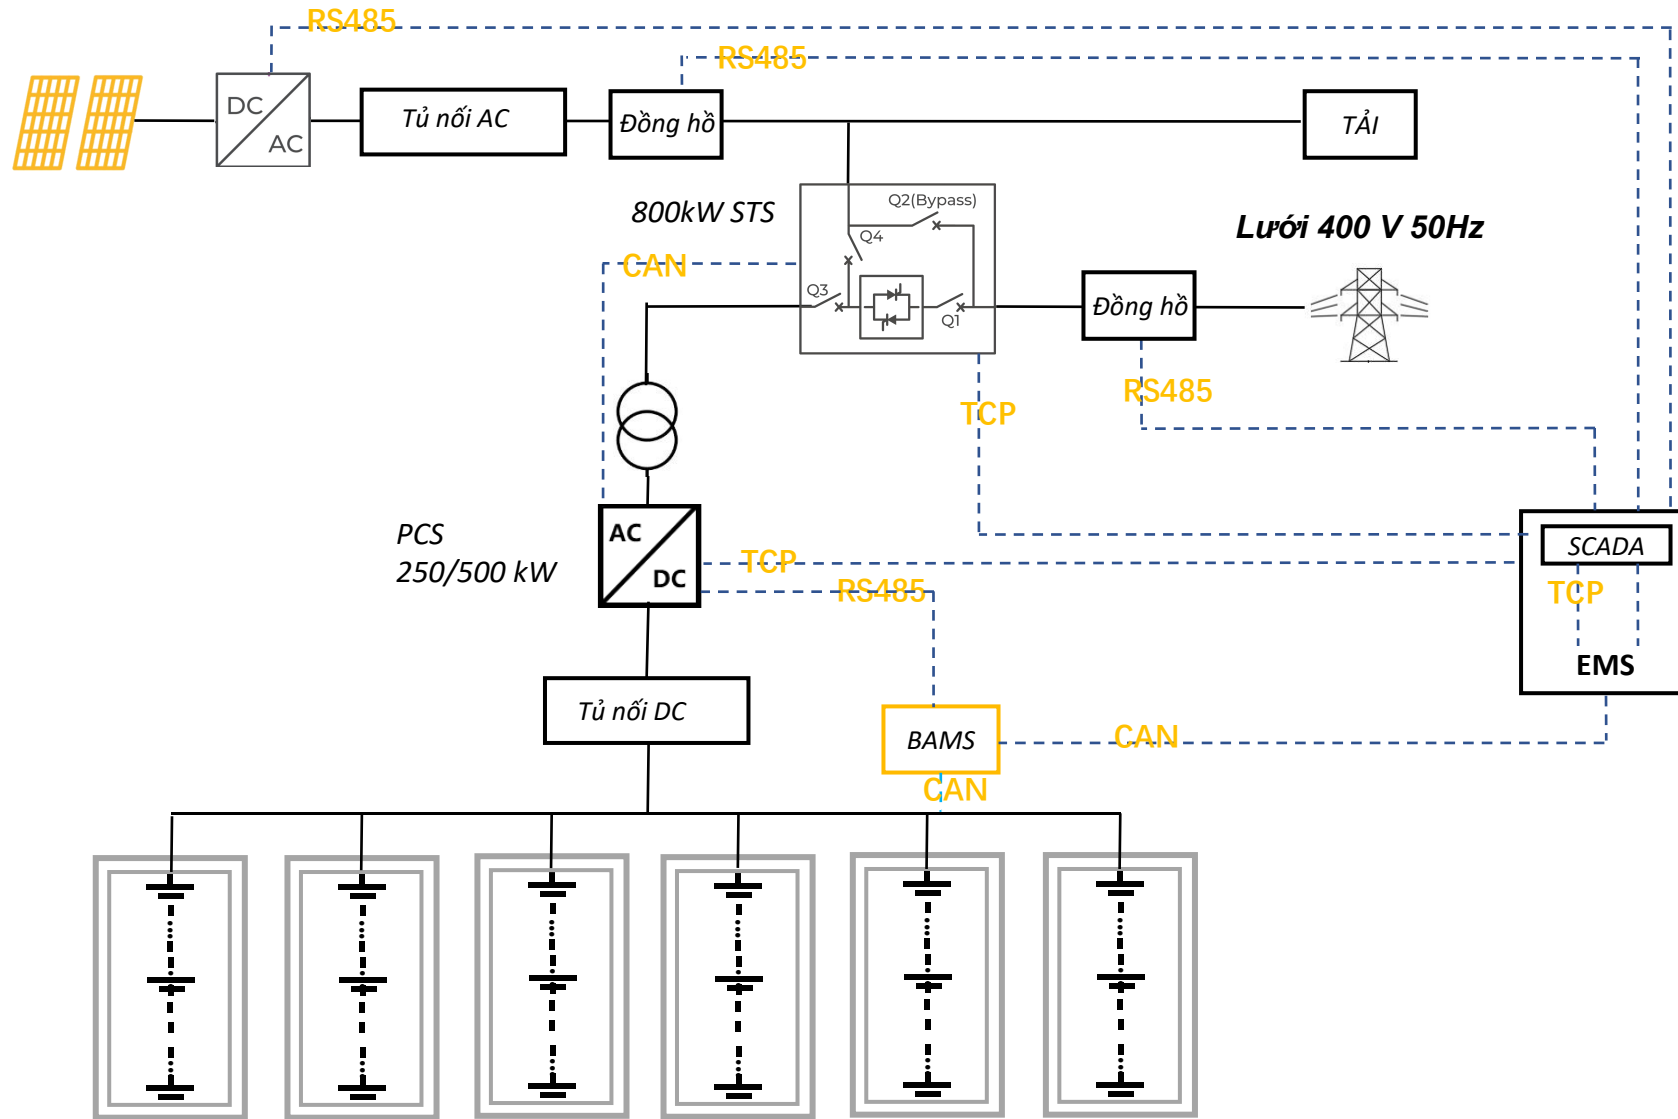 RS485
RS485
DC
AC
Tủ nối AC
Đồng hồ
TẢI
800kW STS
Q2(Bypass)
Q4
Lưới 400 V 50Hz
CAN
Q3
Q1
Đồng hồ
RS485
TCP
PCS
250/500 kW
AC
DC
TCP
RS485
SCADA
TCP
EMS
Tủ nối DC
BAMS
CAN
CAN